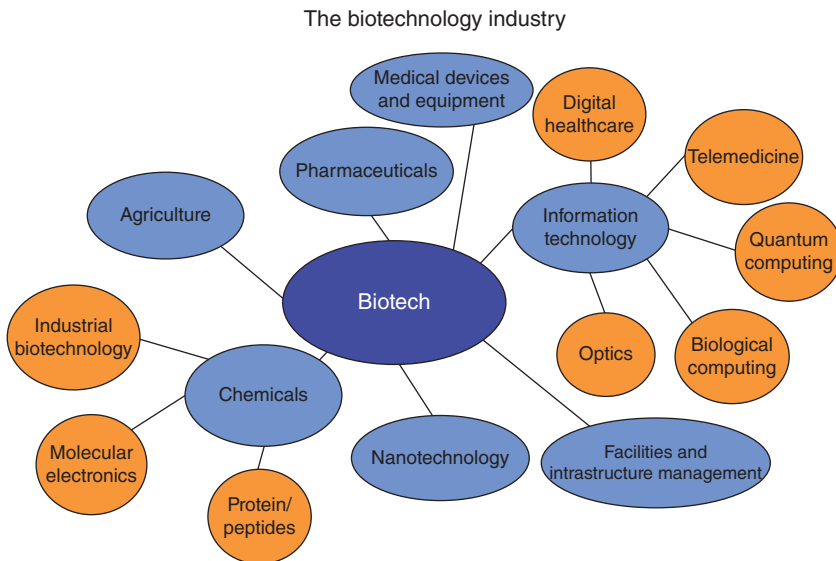 The biotechnology industry
Medical devices
and equipment
Digital
healthcare
Telemedicine
Pharmaceuticals
Agriculture
Information
technology
Quantum
computing
Biotech
Industrial
biotechnology
Optics
Biological
computing
Chemicals
Molecular
electronics
Nanotechnology
Facilities and
intrastructure management
Protein/
peptides